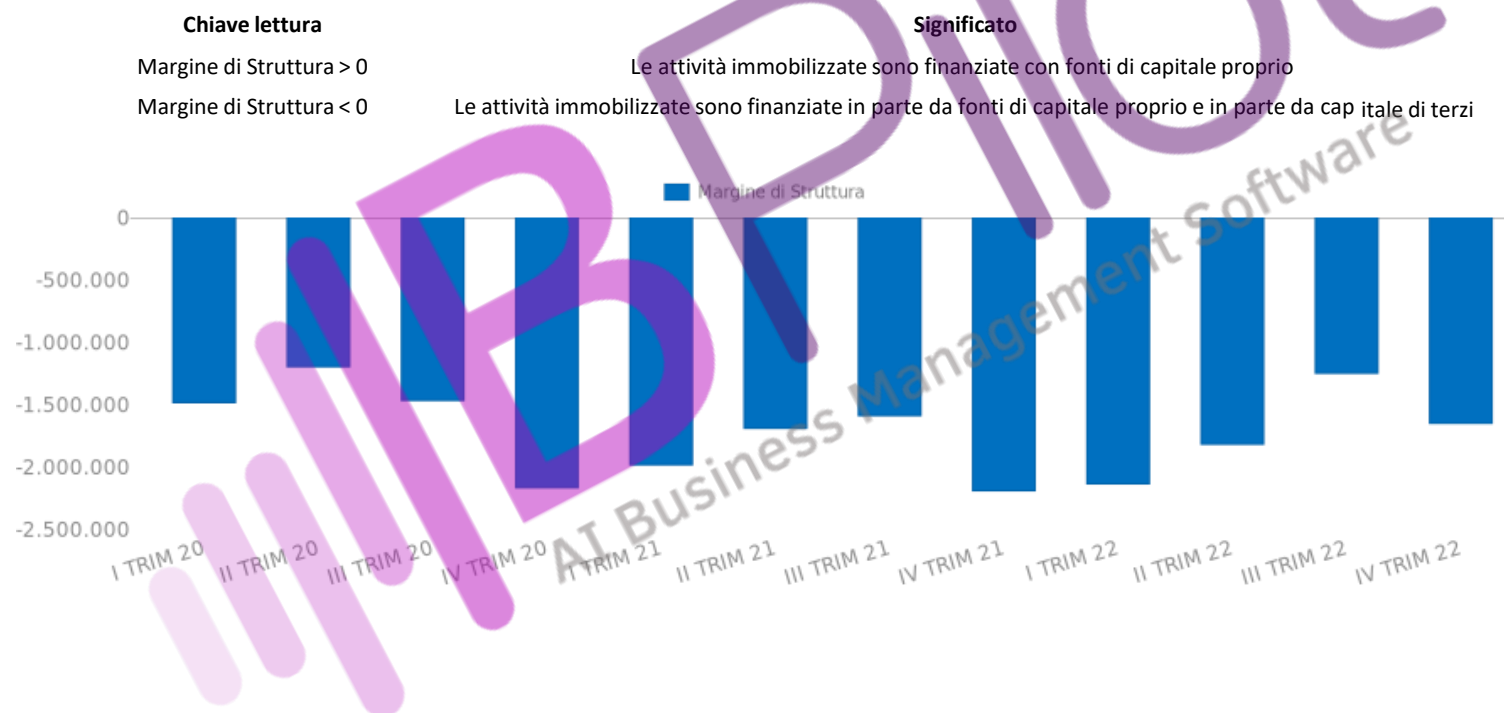 Chiave lettura Significato
Margine di Struttura > 0 Le attività immobilizzate sono finanziate con fonti di capitale proprio
Margine di Struttura < 0 Le attività immobilizzate sono finanziate in parte da fonti di capitale proprio e in parte da cap itale di terzi
Margine di Struttura
0
-500.000
-1.000.000
-1.500.000
-2.000.000
-2.500.000
I TRIM 20 II TRIM 20 III TRIM 20 IV TRIM 20 I TRIM 21 II TRIM 21 III TRIM 21 IV TRIM 21 I TRIM 22 II TRIM 22 III TRIM 22 IV TRIM 22
B PILOT
AI Business Management Software